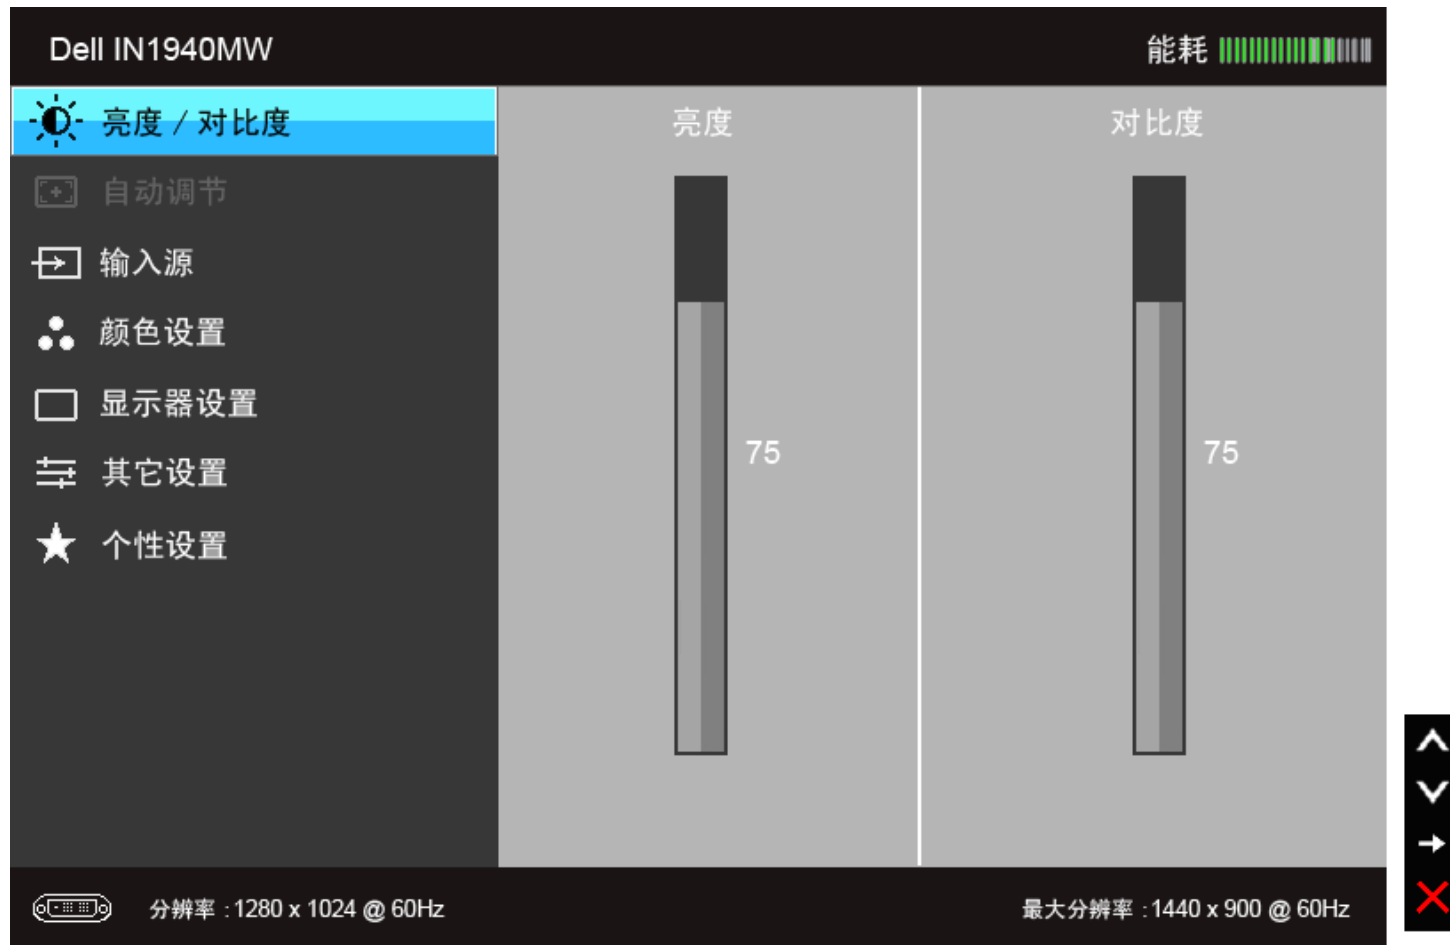 Dell IN1940MW
能耗
亮度 / 对比度
自动调节
输入源
颜色设置
显示器设置
其它设置
个性设置
亮度
75
对比度
75
分辨率 :1280 x 1024 @ 60Hz
最大分辨率 :1440 x 900 @ 60Hz